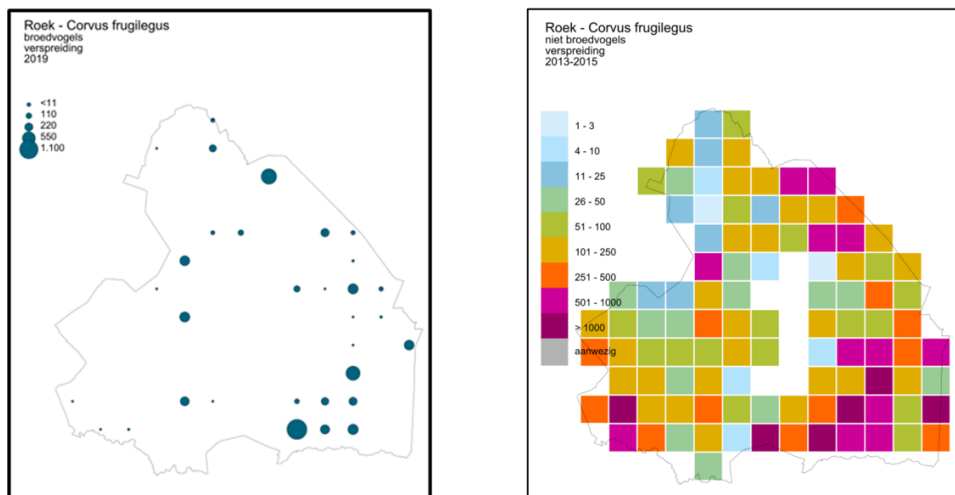 Roek - Corvus frugilegus
broedvogels
verspreiding
2019
<11
110
220
550
1.100
Roek - Corvus frugilegus
niet broedvogels
verspreiding
2013-2015
1 - 3
4 - 10
11 - 25
26 - 50
51 - 100
101 - 250
251 - 500
501 - 1000
> 1000
aanwezig